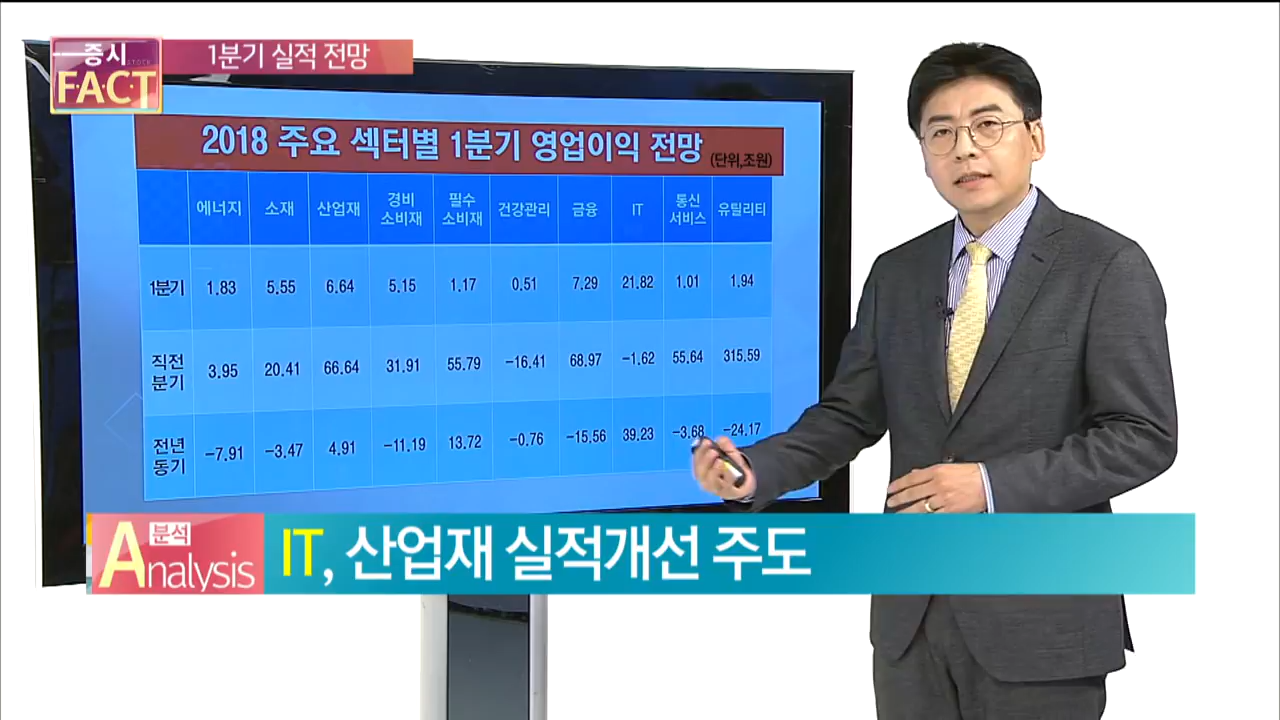 증시
STOCK
F·A·C·T
1분기 실적 전망
2018 주요 섹터별 1분기 영업이익 전망
(단위,조원)
에너지 소재 산업재 경비 소비재 필수 소비재 건강관리 금융 IT 통신 서비스 유틸리티
1분기 1.83 5.55 6.64 5.15 1.17 0.51 7.29 21.82 1.01 1.94
직전 분기 3.95 20.41 66.64 31.91 55.79 -16.41 68.97 -1.62 55.64 315.59
전년 동기 -7.91 -3.47 4.91 -11.19 13.72 -0.76 -15.56 39.23 -3.68 -24.17
분석
Analysis
IT, 산업재 실적개선 주도